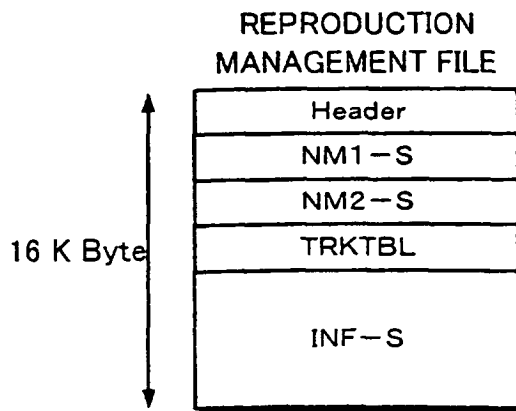 REPRODUCTION
MANAGEMENT FILE
Header
NM1-S
NM2-S
TRKTBL
16 K Byte
INF-S